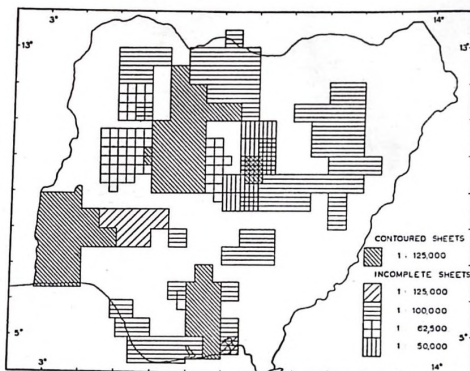 3°
14°
13°
13°
CONTOURED SHEETS
1 : 125,000
INCOMPLETE SHEETS
1 : 125,000
1 : 100,000
1 : 62,500
1 : 50,000
5°
5°
3°
14°